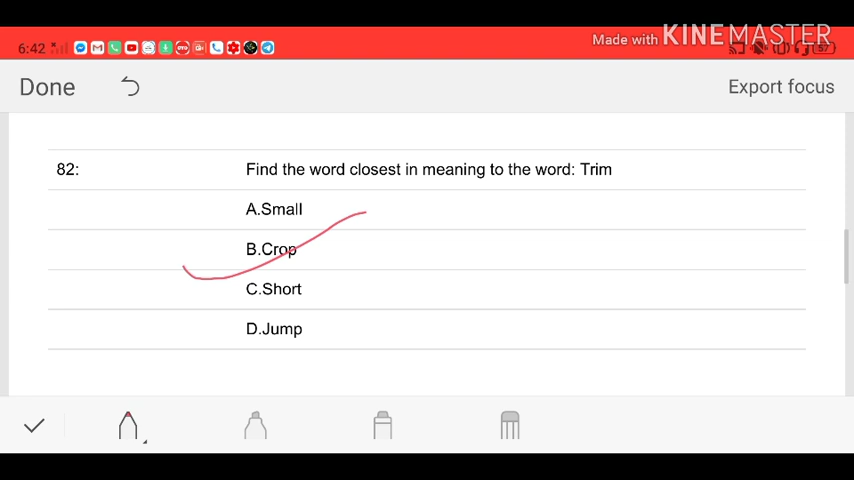 Made with KINEMASTER
6:42
57
Done
Export focus
82: Find the word closest in meaning to the word: Trim
A.Small
B.Crop
C.Short
D.Jump